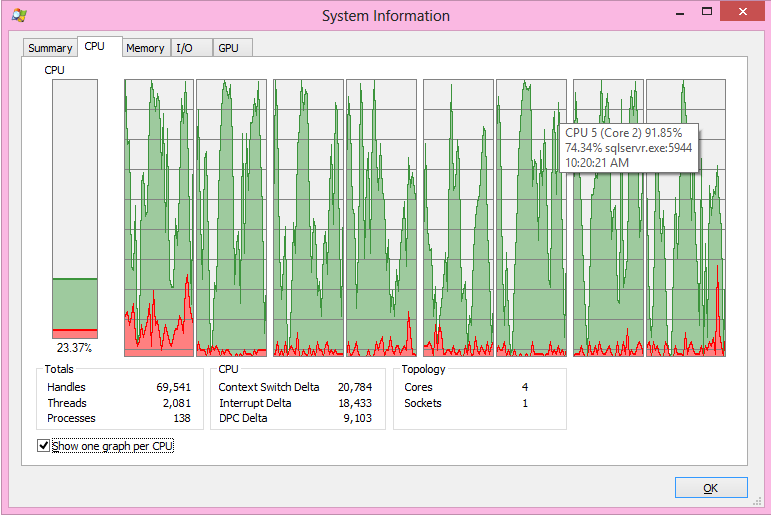 System Information
Summary CPU Memory I/O GPU
CPU
CPU 5 (Core 2) 91.85%
74.34% sqlservr.exe:5944
10:20:21 AM
23.37%
Totals
Handles 69,541
Threads 2,081
Processes 138
CPU
Context Switch Delta 20,784
Interrupt Delta 18,433
DPC Delta 9,103
Topology
Cores 4
Sockets 1
Show one graph per CPU
OK